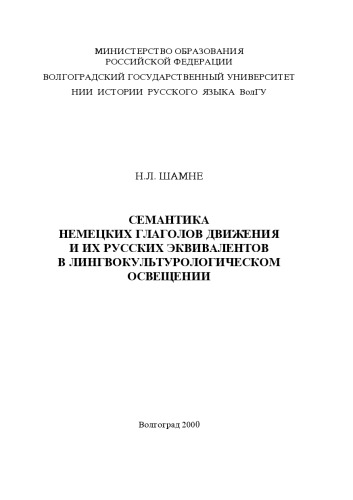 МИНИСТЕРСТВО ОБРАЗОВАНИЯ
РОССИЙСКОЙ ФЕДЕРАЦИИ
ВОЛГОГРАДСКИЙ ГОСУДАРСТВЕННЫЙ УНИВЕРСИТЕТ
НИИ ИСТОРИИ РУССКОГО ЯЗЫКА ВолГУ
Н.Л. ШАМНЕ
СЕМАНТИКА
НЕМЕЦКИХ ГЛАГОЛОВ ДВИЖЕНИЯ
И ИХ РУССКИХ ЭКВИВАЛЕНТОВ
В ЛИНГВОКУЛЬТУРОЛОГИЧЕСКОМ
ОСВЕЩЕНИИ
Волгоград 2000